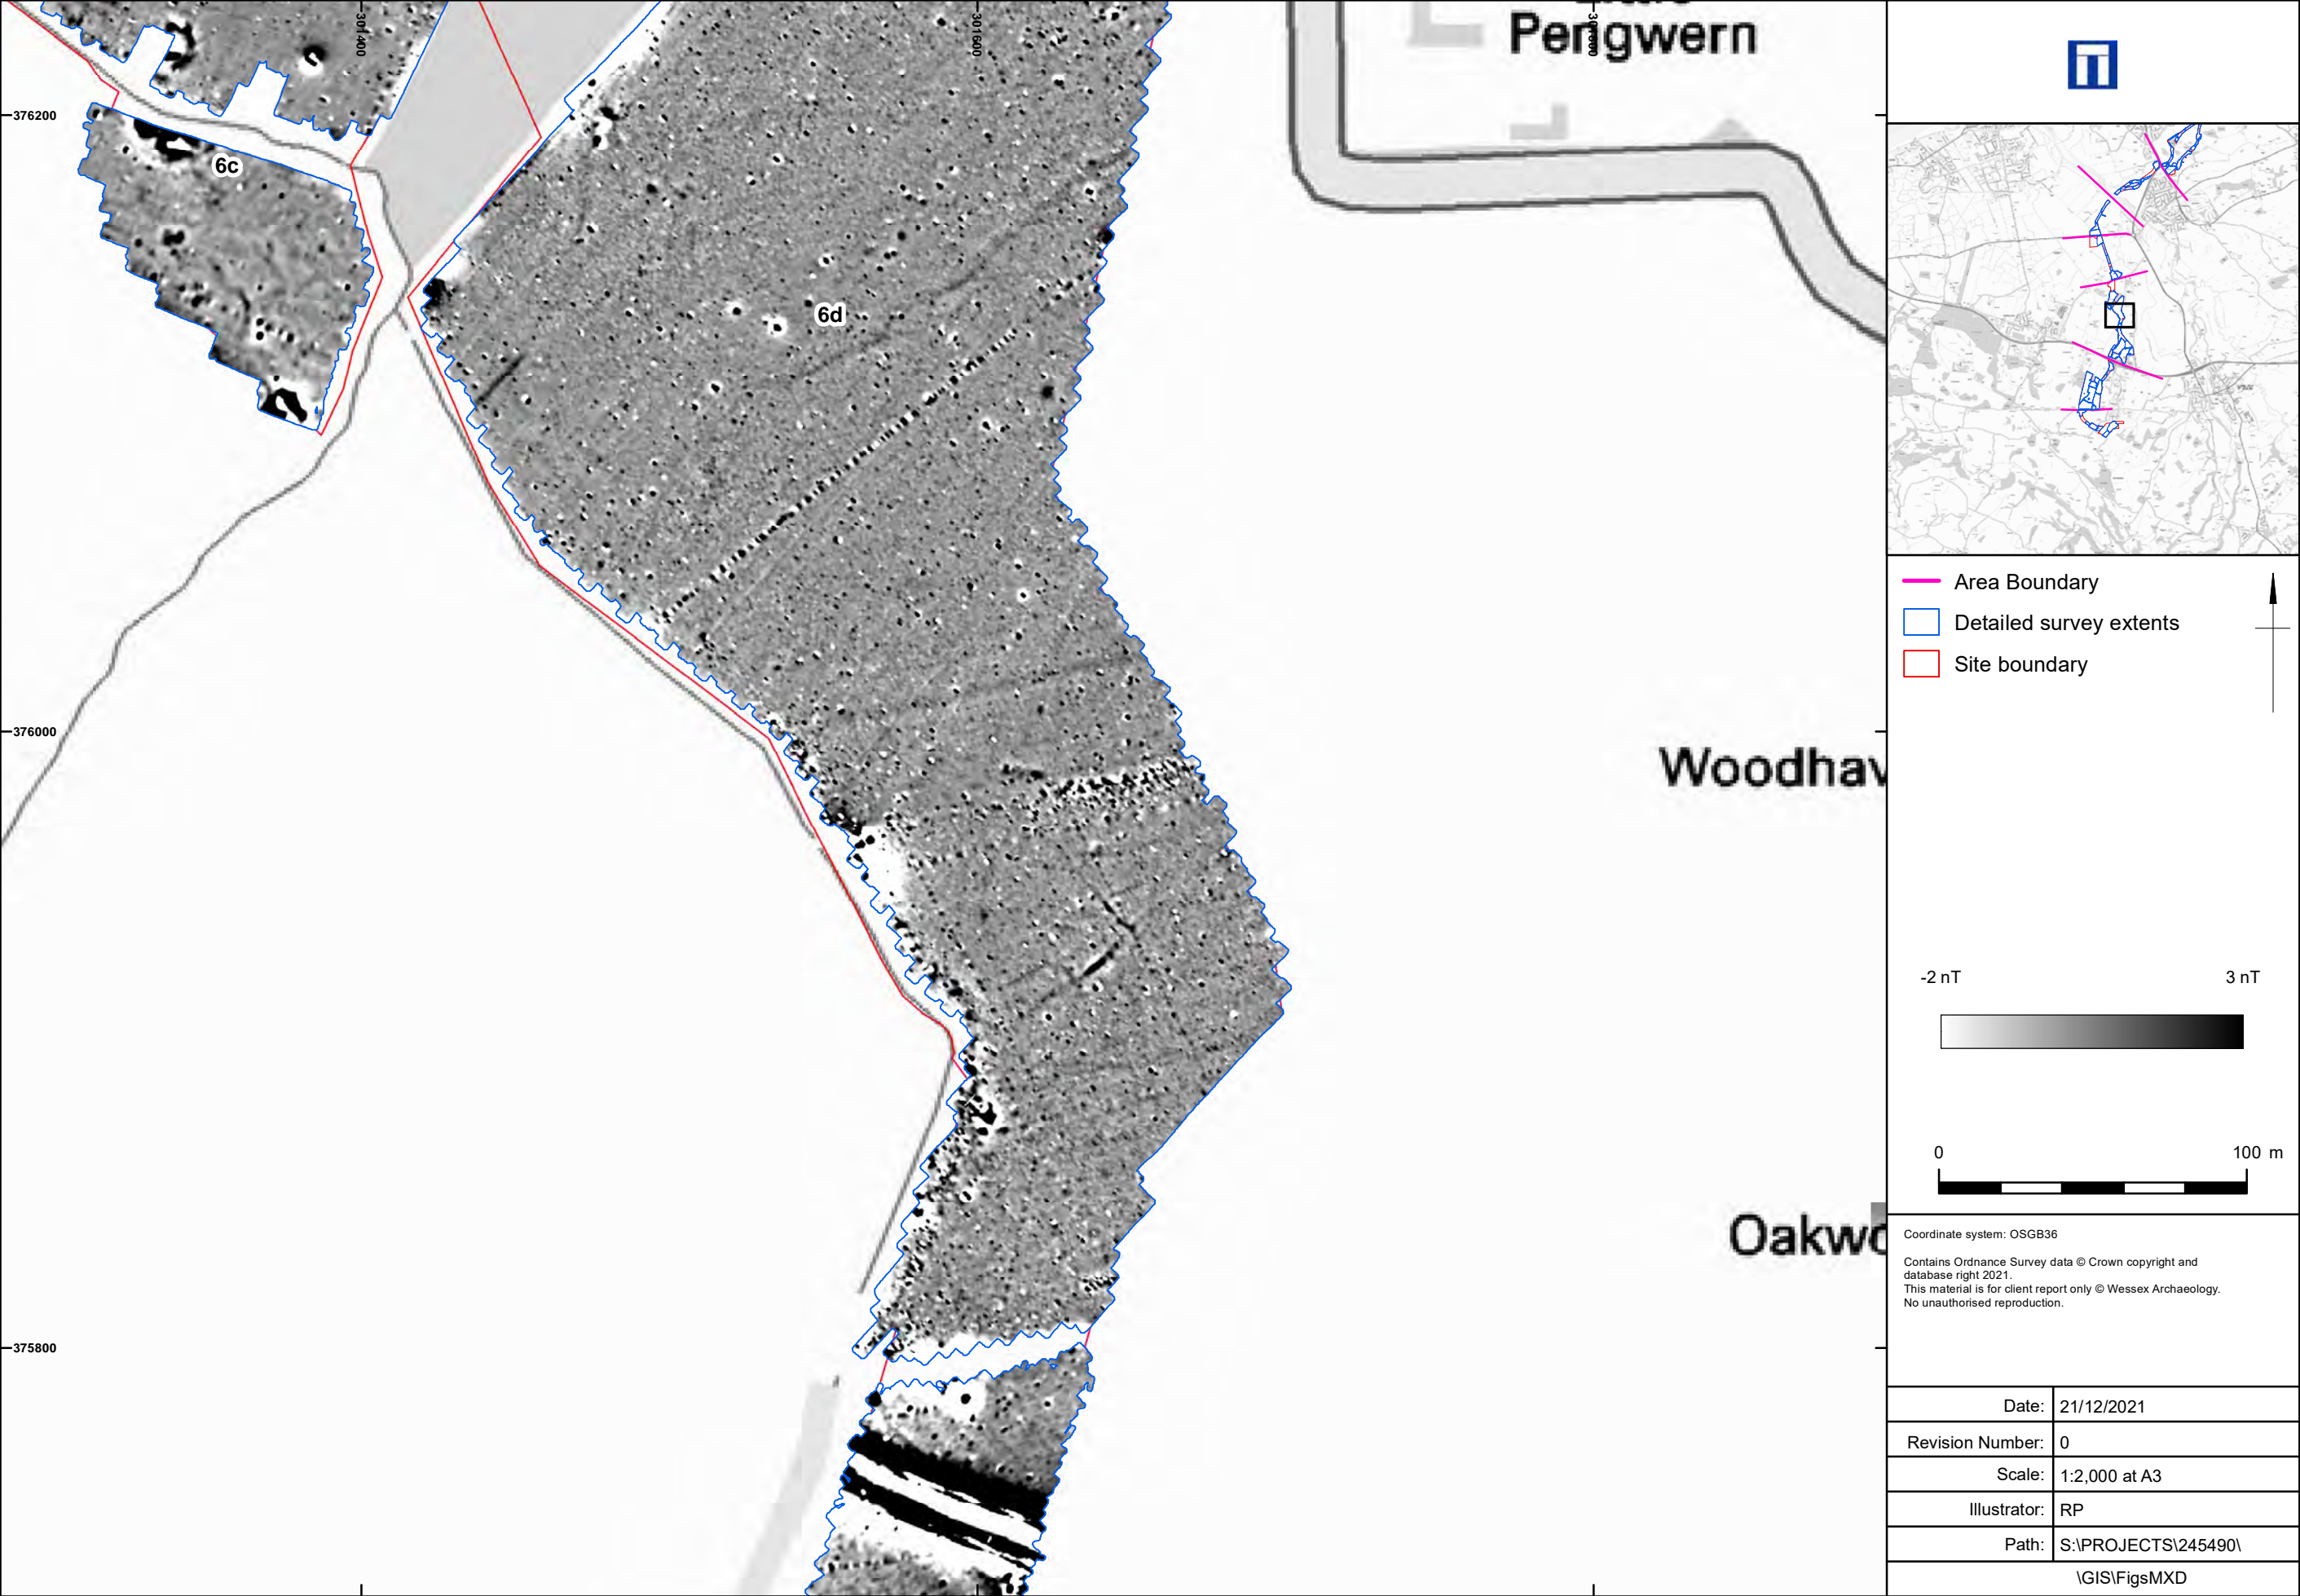 301400
301600
Pengwern
376200
6c
6d
376000
Woodhav
Oakwo
375800
Area Boundary
Detailed survey extents
Site boundary
-2 nT 3 nT
0 100 m
Coordinate system: OSGB36
Contains Ordnance Survey data © Crown copyright and
database right 2021.
This material is for client report only © Wessex Archaeology.
No unauthorised reproduction.
Date: 21/12/2021
Revision Number: 0
Scale: 1:2,000 at A3
Illustrator: RP
Path: S:\PROJECTS\245490\
\GIS\FigsMXD